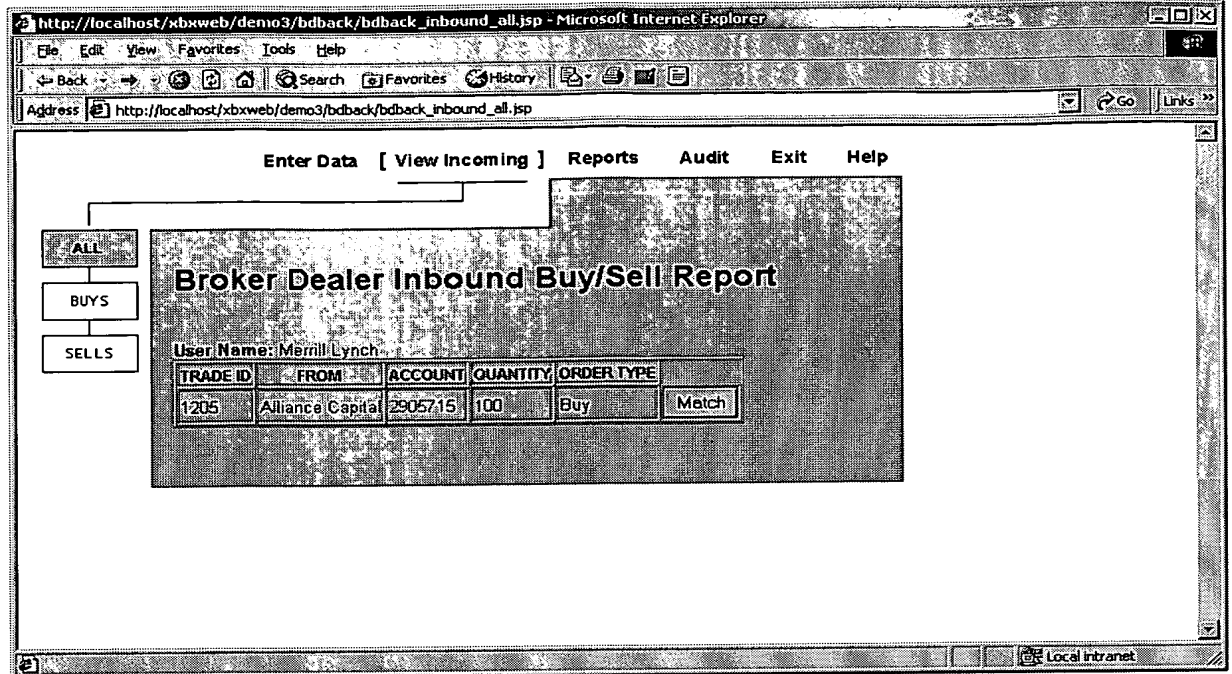 http://localhost/xbxweb/demo3/bdback/bdback_inbound_all.jsp - Microsoft Internet Explorer
File Edit View Favorites Tools Help
Back Search Favorites History
Address http://localhost/xbxweb/demo3/bdback/bdback_inbound_all.jsp Go Links »
Enter Data [ View Incoming ] Reports Audit Exit Help
ALL
BUYS
SELLS
Broker Dealer Inbound Buy/Sell Report
User Name: Merrill Lynch
TRADE ID FROM ACCOUNT QUANTITY ORDER TYPE
1205 Alliance Capital 2905715 100 Buy Match
Local intranet